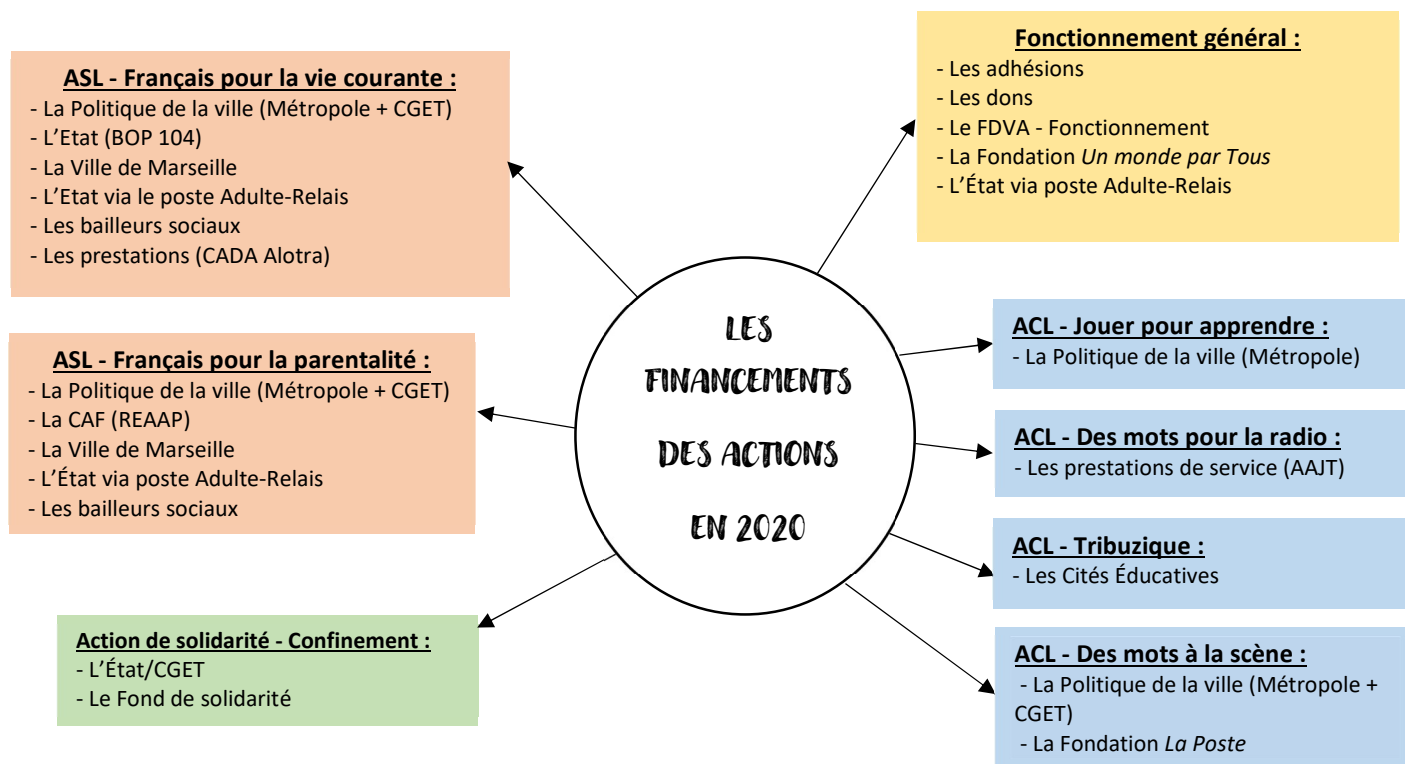 ASL - Français pour la vie courante :
- La Politique de la ville (Métropole + CGET)
- L’Etat (BOP 104)
- La Ville de Marseille
- L’Etat via le poste Adulte-Relais
- Les bailleurs sociaux
- Les prestations (CADA Alotra)
Fonctionnement général :
- Les adhésions
- Les dons
- Le FDVA - Fonctionnement
- La Fondation Un monde par Tous
- L’État via poste Adulte-Relais
LES
FINANCEMENTS
DES ACTIONS
EN 2020
ASL - Français pour la parentalité :
- La Politique de la ville (Métropole + CGET)
- La CAF (REAAP)
- La Ville de Marseille
- L’État via poste Adulte-Relais
- Les bailleurs sociaux
ACL - Jouer pour apprendre :
- La Politique de la ville (Métropole)
ACL - Des mots pour la radio :
- Les prestations de service (AAJT)
ACL - Tribuzique :
- Les Cités Éducatives
Action de solidarité - Confinement :
- L’État/CGET
- Le Fond de solidarité
ACL - Des mots à la scène :
- La Politique de la ville (Métropole +
CGET)
- La Fondation La Poste